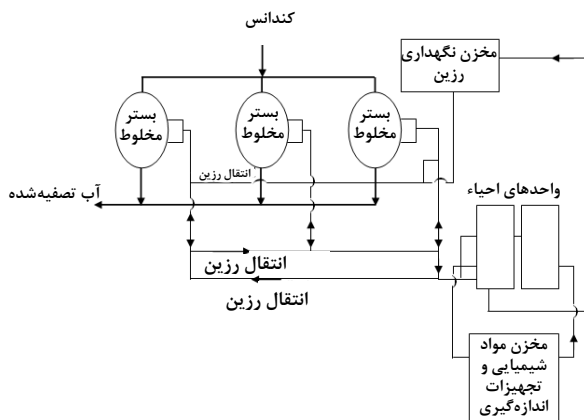 کندانس
مخزن نگهداری
رزین
بستر
مخلوط
بستر
مخلوط
بستر
مخلوط
انتقال رزین
واحدهای احیاء
آب تصفیه‌شده
انتقال رزین
انتقال رزین
مخزن مواد
شیمیایی و
تجهیزات
اندازه‌گیری